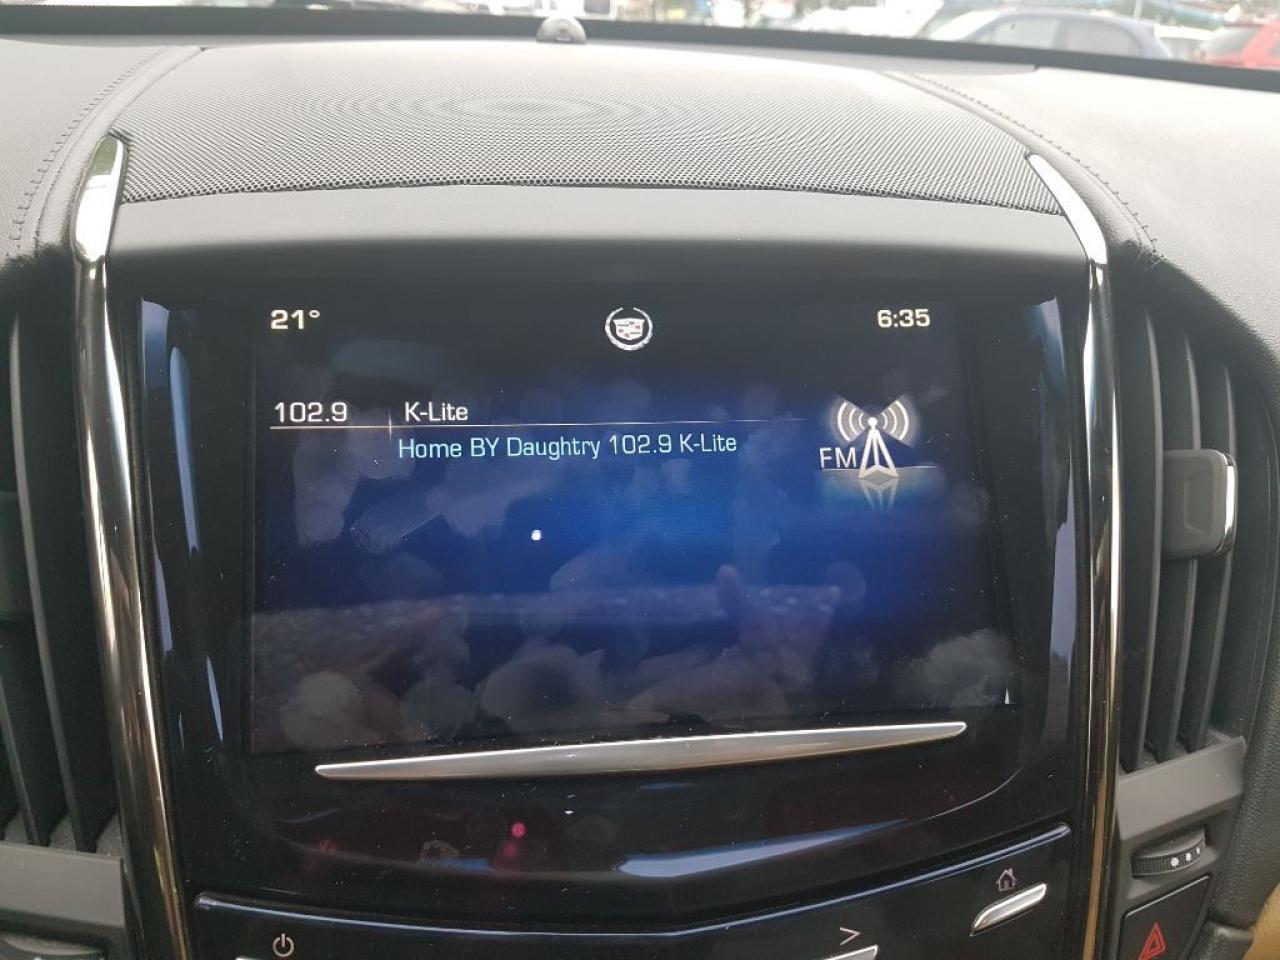 21° 6:35
102.9 K-Lite
Home BY Daughtry 102.9 K-Lite
FM